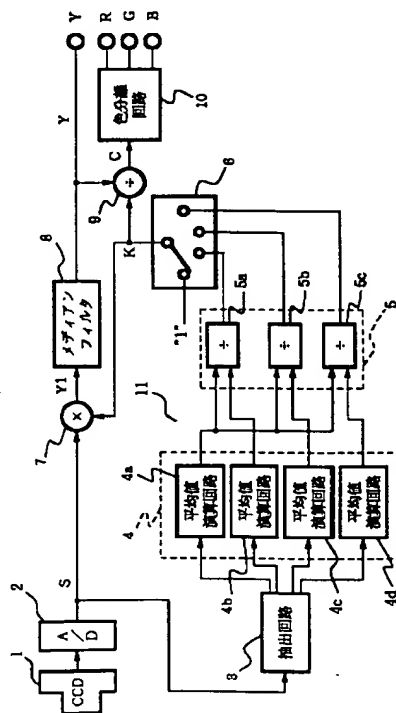 1
CCD
2
A/D
S
7
×
Y1
8
メディアン
フィルタ
Y
Y
R
G
B
C
色分離
回路
10
9
÷
K
6
"1"
11
3
抽出回路
4
4a
平均値
演算回路
4b
平均値
演算回路
4c
平均値
演算回路
4d
平均値
演算回路
5
÷
5a
÷
5b
÷
5c